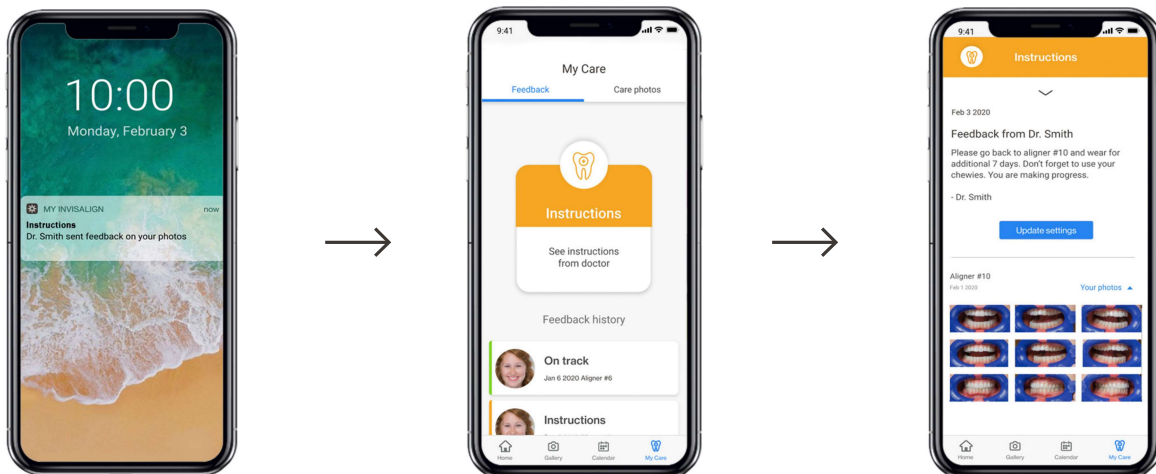 10:00
Monday, February 3
MY INVISALIGN now
Instructions
Dr. Smith sent feedback on your photos
9:41
My Care
Feedback Care photos
Instructions
See instructions
from doctor
Feedback history
On track
Jan 6 2020 Aligner #6
Instructions
Home Gallery Calendar My Care
9:41
Instructions
Feb 3 2020
Feedback from Dr. Smith
Please go back to aligner #10 and wear for
additional 7 days. Don't forget to use your
chewies. You are making progress.
- Dr. Smith
Update settings
Aligner #10
Feb 1 2020 Your photos
Home Gallery Calendar My Care